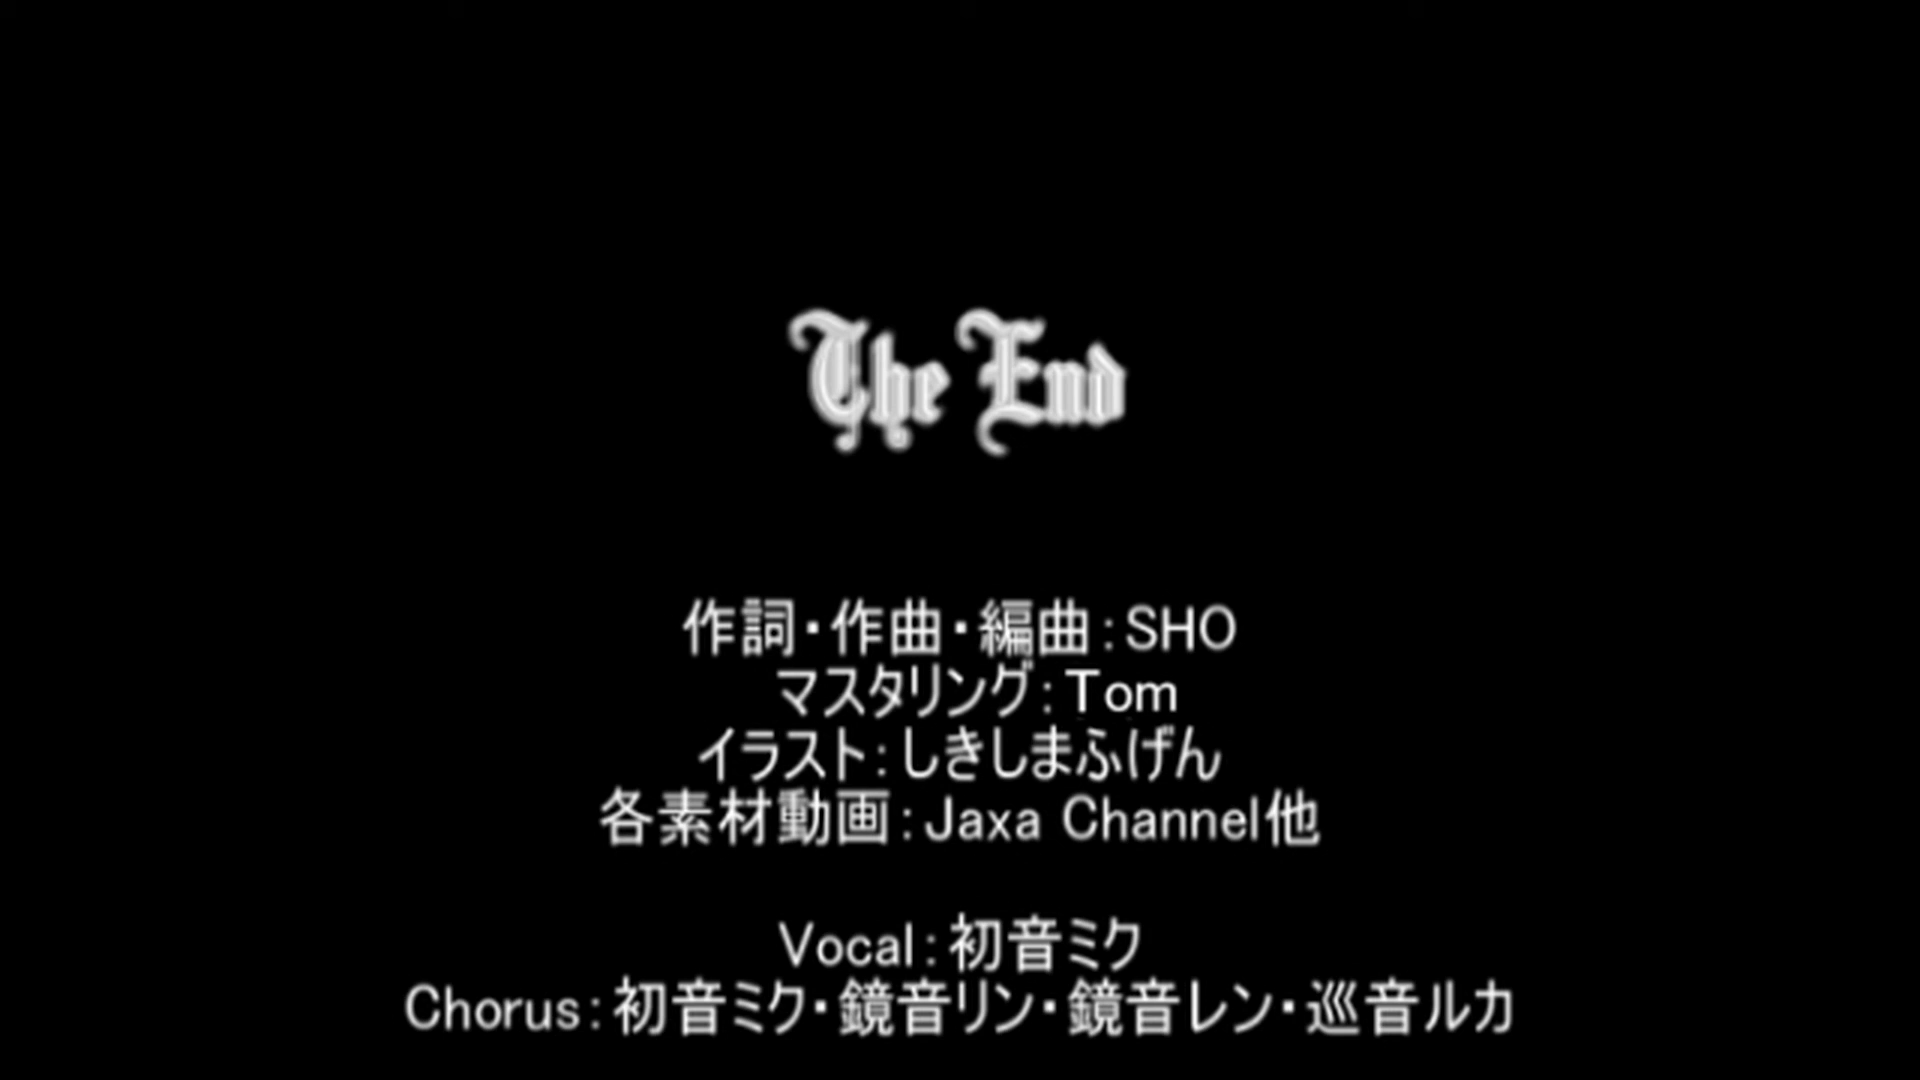 The End
作詞・作曲・編曲：SHO
マスタリング：Tom
イラスト：しきしまふげん
各素材動画：Jaxa Channel他
Vocal：初音ミク
Chorus：初音ミク・鏡音リン・鏡音レン・巡音ルカ